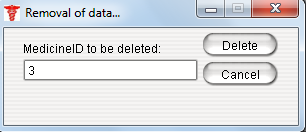 Removal of data...
MedicineID to be deleted:
Delete
3
Cancel